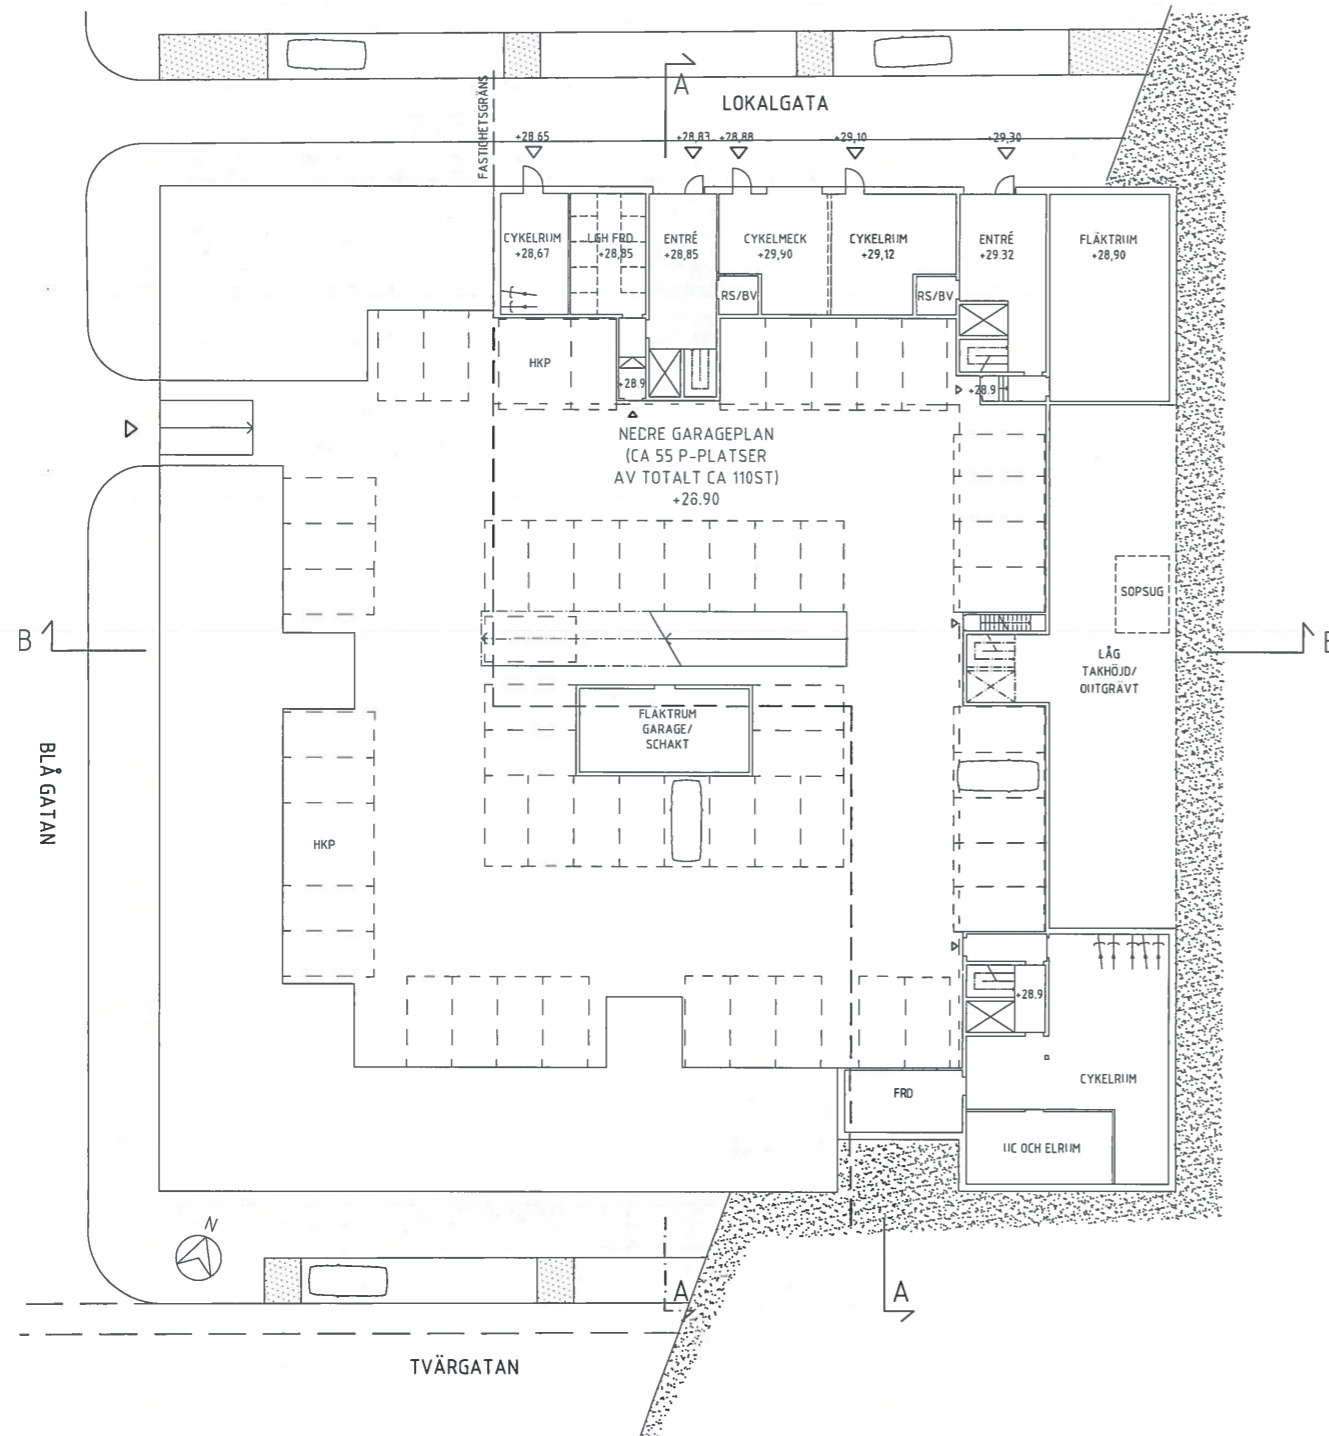 A
LOKALGATA
FASTIGHETSGRÄNS
+28.65
+28,83
+28,88
+29,10
+29,30
CYKELRUM
+28,67
LGH FRD
+28,85
ENTRÉ
+28,85
CYKELMECK
+29,90
CYKELRUM
+29,12
ENTRÉ
+29.32
FLÄKTRUM
+28,90
RS/BV
RS/BV
HKP
+28.9
+28.9
NEDRE GARAGEPLAN
(CA 55 P-PLATSER
AV TOTALT CA 110ST)
+26.90
SOPSUG
B
B
LÅG
TAKHÖJD/
OUTGRÄVT
FLÄKTRUM
GARAGE/
SCHAKT
BLÅ GATAN
HKP
+28.9
CYKELRUM
FRD
UC OCH ELRUM
N
A
A
TVÄRGATAN